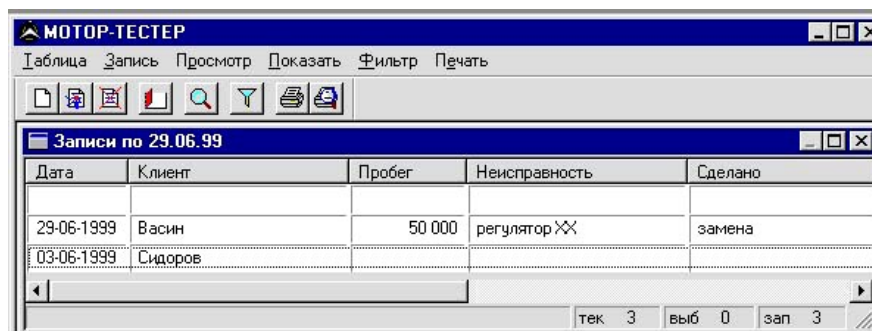 МОТОР-ТЕСТЕР
Таблица Запись Просмотр Показать Фильтр Печать
Записи по 29.06.99
Дата Клиент Пробег Неисправность Сделано
29-06-1999 Васин 50 000 регулятор XX замена
03-06-1999 Сидоров
тек 3 выб 0 зап 3